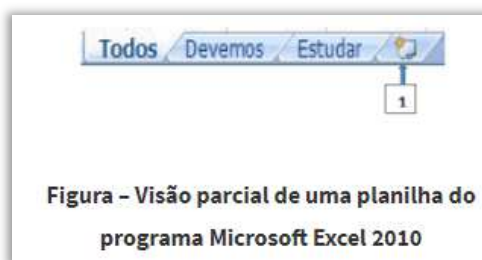 Todos Devemos Estudar
1
Figura – Visão parcial de uma planilha do
programa Microsoft Excel 2010